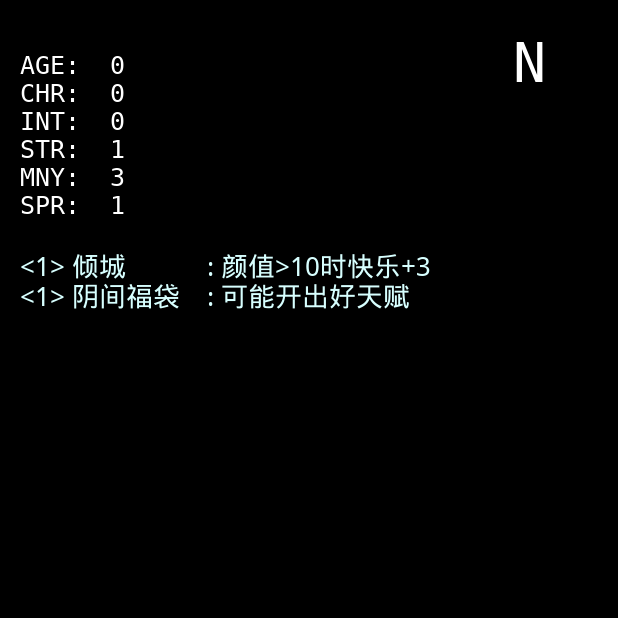 N
AGE: 0
CHR: 0
INT: 0
STR: 1
MNY: 3
SPR: 1
<1> 倾城 : 颜值>10时快乐+3
<1> 阴间福袋 : 可能开出好天赋